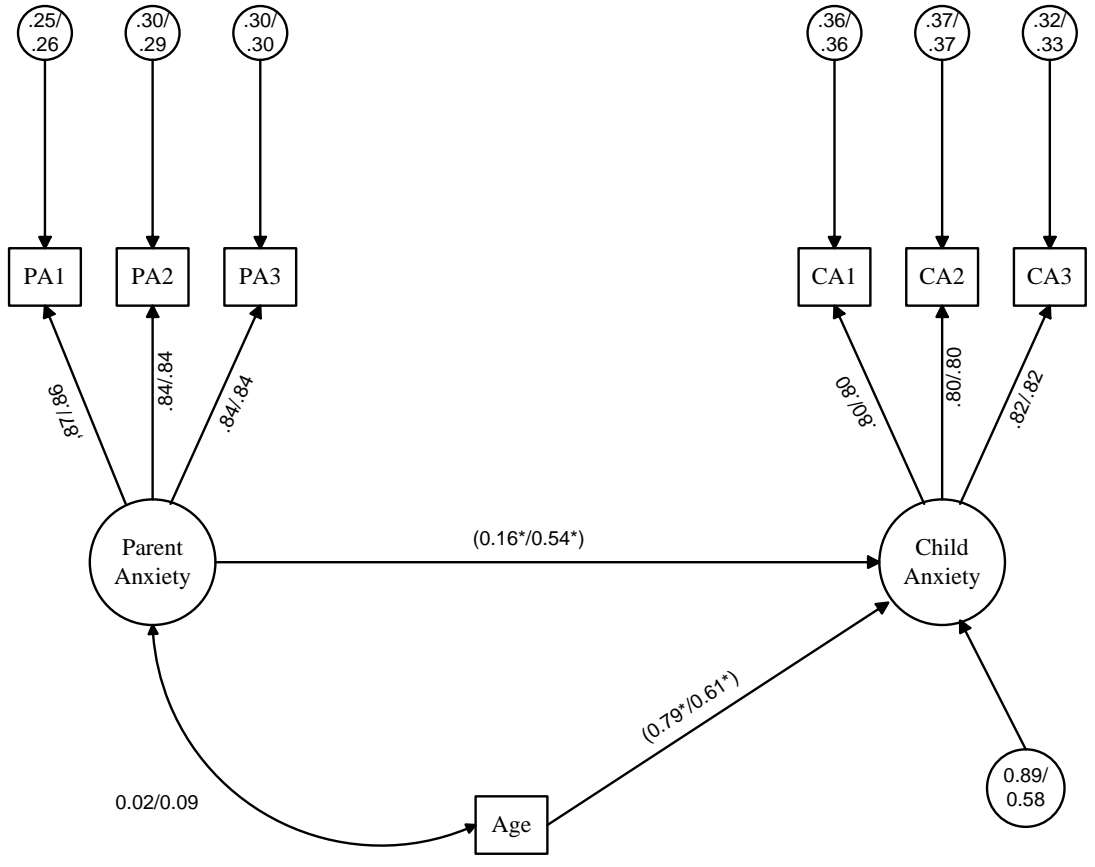 .25/
.26
.30/
.29
.30/
.30
.36/
.36
.37/
.37
.32/
.33
PA1
PA2
PA3
CA1
CA2
CA3
.87/.86
.84/.84
.84/.84
.80/.80
.80/.80
.82/.82
Parent
Anxiety
(0.16*/0.54*)
Child
Anxiety
(0.79*/0.61*)
0.02/0.09
Age
0.89/
0.58